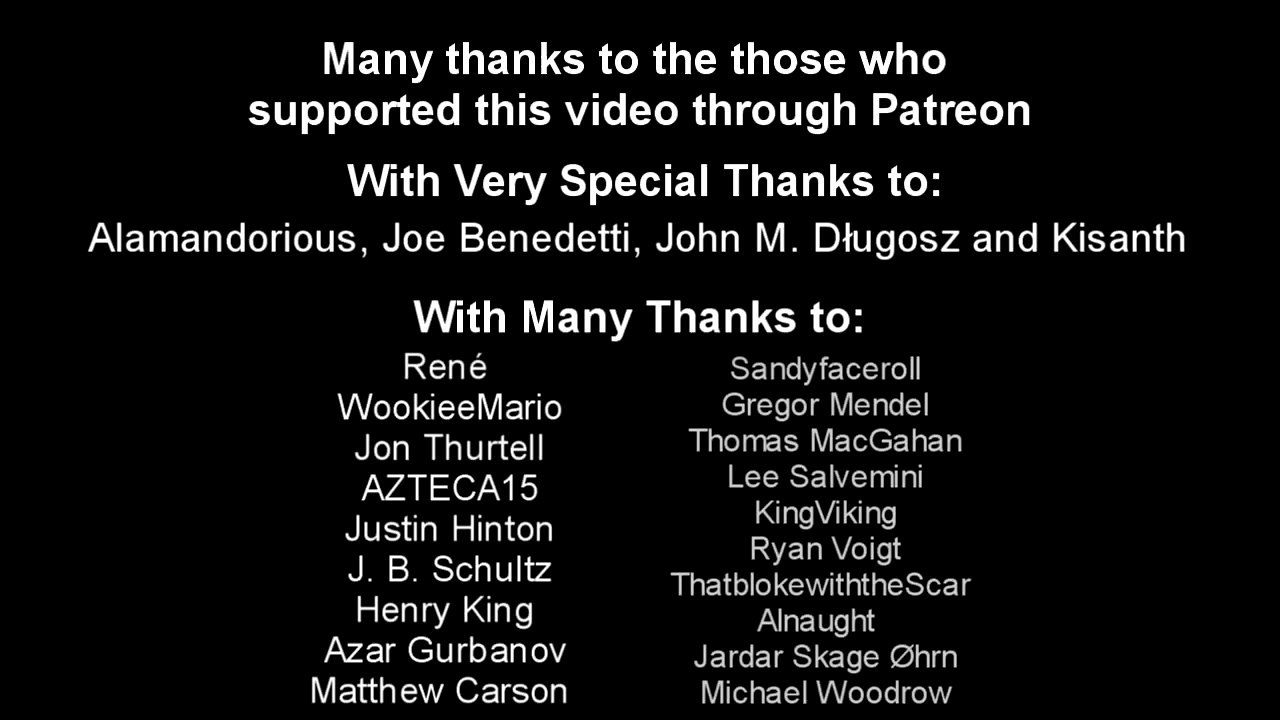 Many thanks to the those who
supported this video through Patreon
With Very Special Thanks to:
Alamandorious, Joe Benedetti, John M. Długosz and Kisanth
With Many Thanks to:
René
WookieeMario
Jon Thurtell
AZTECA15
Justin Hinton
J. B. Schultz
Henry King
Azar Gurbanov
Matthew Carson
Sandyfaceroll
Gregor Mendel
Thomas MacGahan
Lee Salvemini
KingViking
Ryan Voigt
ThatblokewiththeScar
Alnaught
Jardar Skage Øhrn
Michael Woodrow